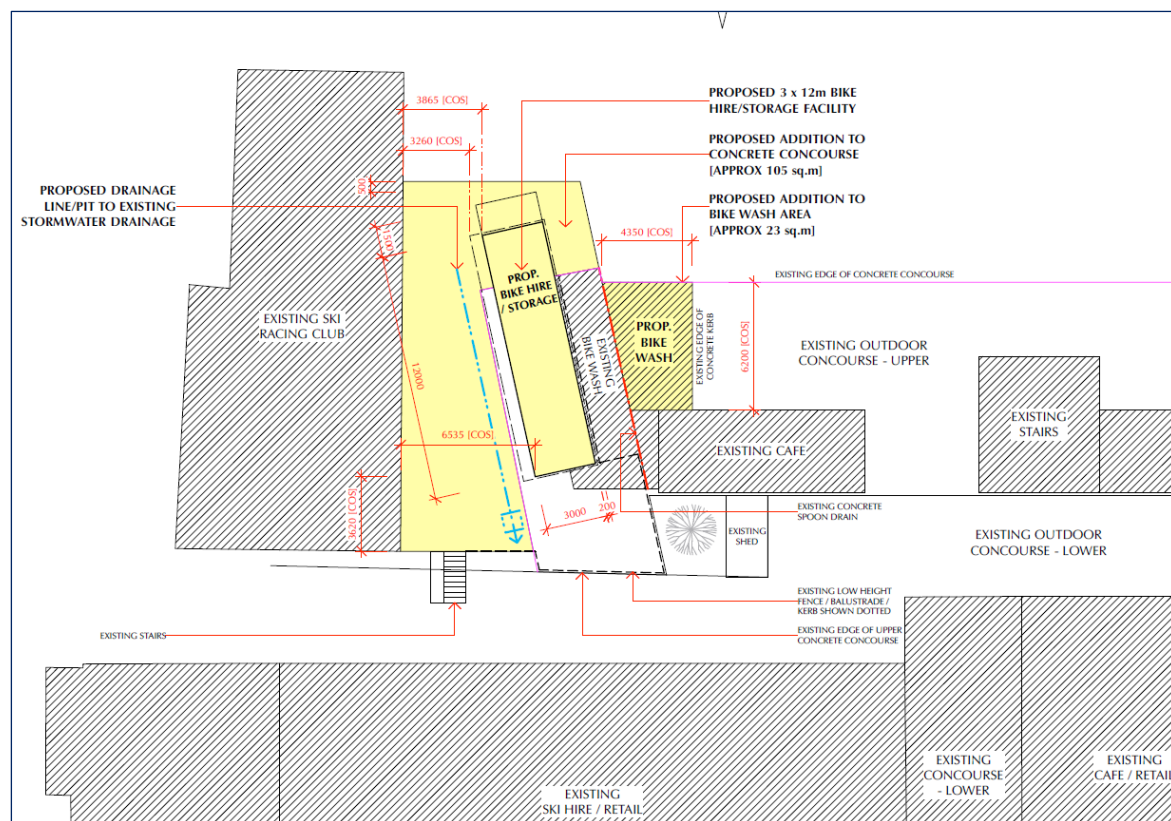 PROPOSED 3 x 12m BIKE
HIRE/STORAGE FACILITY
3865 [COS]
3260 [COS]
PROPOSED ADDITION TO
CONCRETE CONCOURSE
[APPROX 105 sq.m]
PROPOSED DRAINAGE
LINE/PIT TO EXISTING
STORMWATER DRAINAGE
500
PROPOSED ADDITION TO
BIKE WASH AREA
[APPROX 23 sq.m]
1500
4350 [COS]
EXISTING EDGE OF CONCRETE CONCOURSE
PROP.
BIKE HIRE
/ STORAGE
EXISTING SKI
RACING CLUB
EXISTING
BIKE WASH
PROP.
BIKE
WASH
EXISTING EDGE OF
CONCRETE KERB
6200 [COS]
EXISTING OUTDOOR
CONCOURSE - UPPER
12000
EXISTING
STAIRS
6535 [COS]
EXISTING CAFE
3620 [COS]
3000
200
EXISTING CONCRETE
SPOON DRAIN
EXISTING
SHED
EXISTING OUTDOOR
CONCOURSE - LOWER
EXISTING LOW HEIGHT
FENCE / BALUSTRADE /
KERB SHOWN DOTTED
EXISTING STAIRS
EXISTING EDGE OF UPPER
CONCRETE CONCOURSE
EXISTING
SKI HIRE / RETAIL
EXISTING
CONCOURSE
- LOWER
EXISTING
CAFE / RETAIL